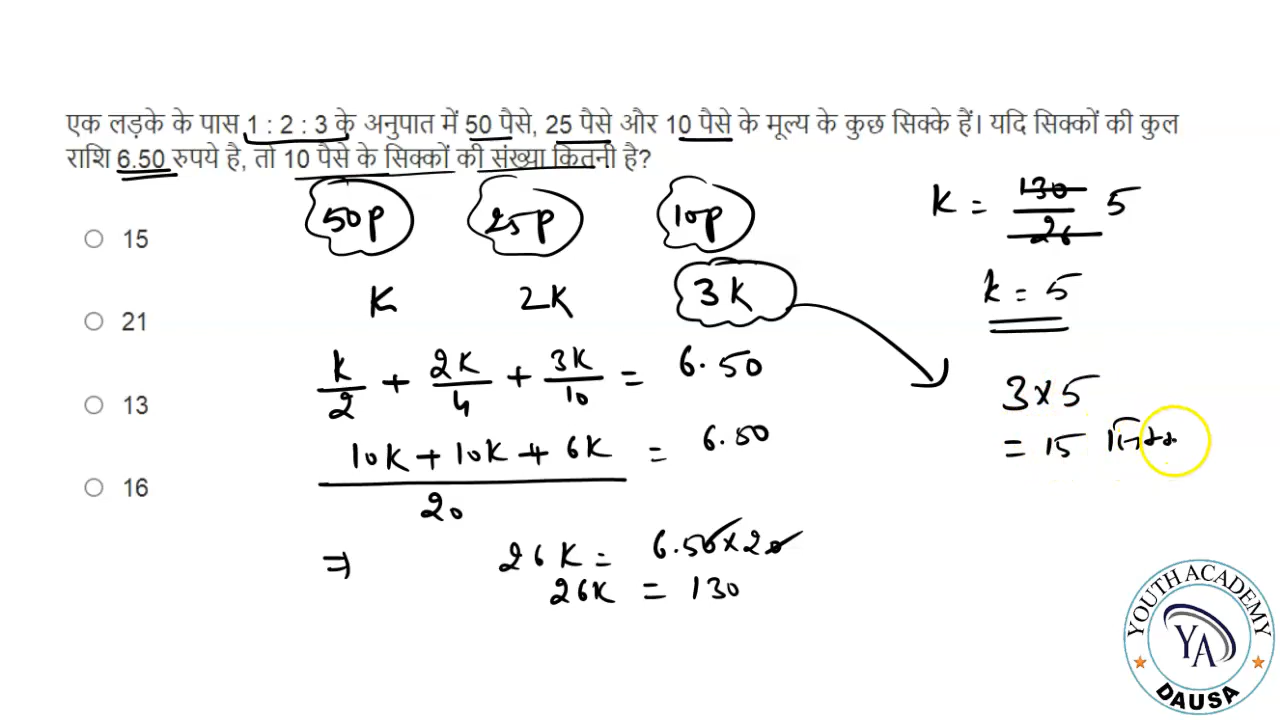 एक लड़के के पास 1 : 2 : 3 के अनुपात में 50 पैसे, 25 पैसे और 10 पैसे के मूल्य के कुछ सिक्के हैं। यदि सिक्कों की कुल
राशि 6.50 रुपये है, तो 10 पैसे के सिक्कों की संख्या कितनी है?
15
21
13
16
50p 25p 10p
K 2K 3K
k/2 + 2K/4 + 3K/10 = 6.50
10K + 10K + 6K / 20 = 6.50
⇒ 26K = 6.50×20
26K = 130
K = 130/26 5
k = 5
3×5
= 15
YOUTH ACADEMY
YA
DAUSA